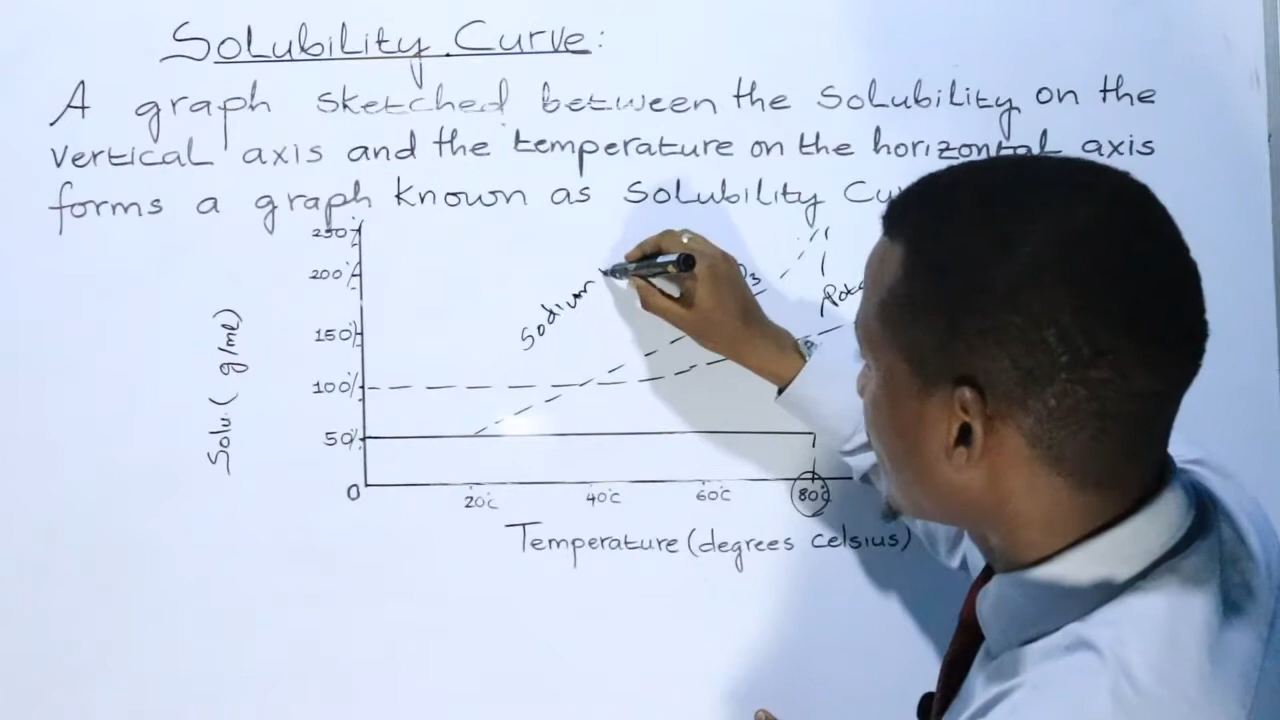 Solubility Curve:
A graph sketched between the Solubility on the
vertical axis and the temperature on the horizontal axis
forms a graph known as Solubility
250%
200%
Sodium
150%
100%
50%
0
20°C 40°C 60°C 80°C
Solu. (g/ml)
Temperature (degrees celsius)